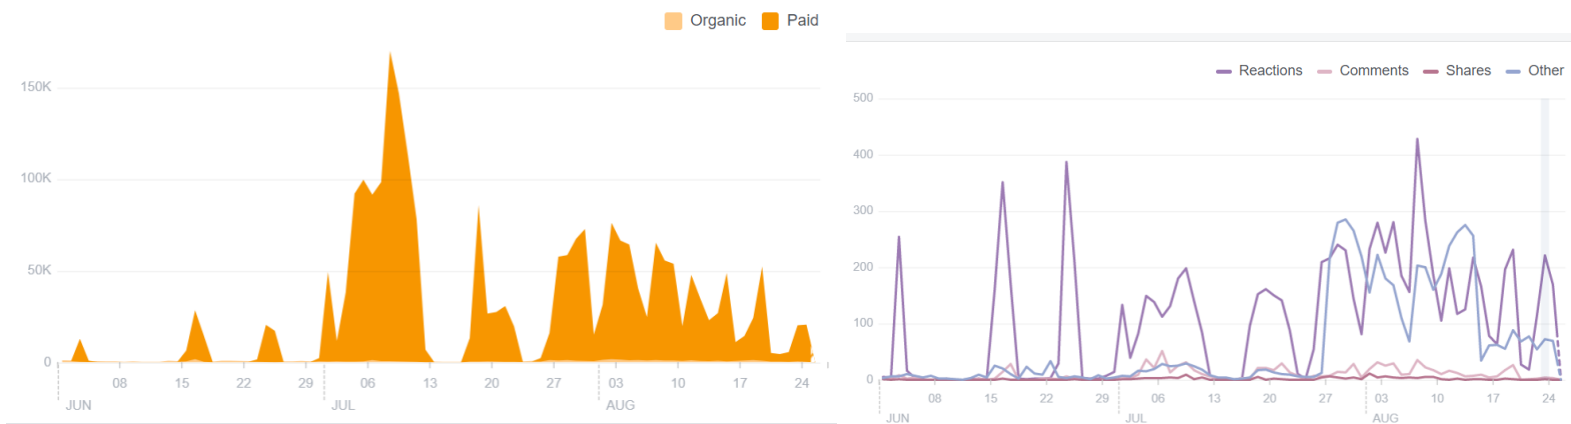 Organic Paid
150K
100K
50K
0
08 15 22 29 06 13 20 27 03 10 17 24
JUN JUL AUG
Reactions Comments Shares Other
500
400
300
200
100
0
08 15 22 29 06 13 20 27 03 10 17 24
JUN JUL AUG